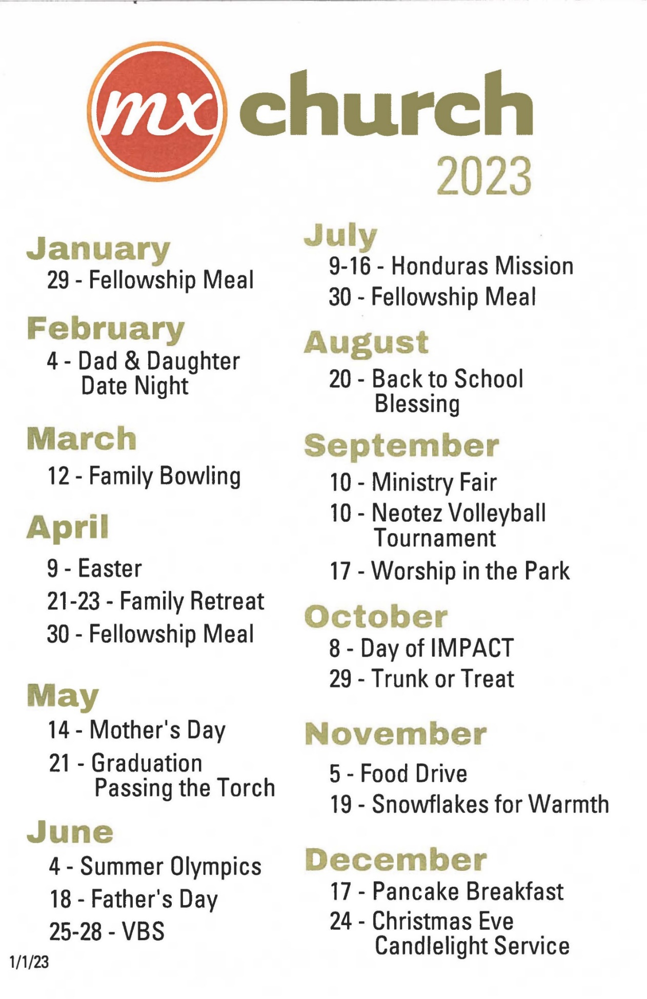 mx church
2023
January
29 - Fellowship Meal
February
4 - Dad & Daughter
Date Night
March
12 - Family Bowling
April
9 - Easter
21-23 - Family Retreat
30 - Fellowship Meal
May
14 - Mother's Day
21 - Graduation
Passing the Torch
June
4 - Summer Olympics
18 - Father's Day
25-28 - VBS
1/1/23
July
9-16 - Honduras Mission
30 - Fellowship Meal
August
20 - Back to School
Blessing
September
10 - Ministry Fair
10 - Neotez Volleyball
Tournament
17 - Worship in the Park
October
8 - Day of IMPACT
29 - Trunk or Treat
November
5 - Food Drive
19 - Snowflakes for Warmth
December
17 - Pancake Breakfast
24 - Christmas Eve
Candlelight Service